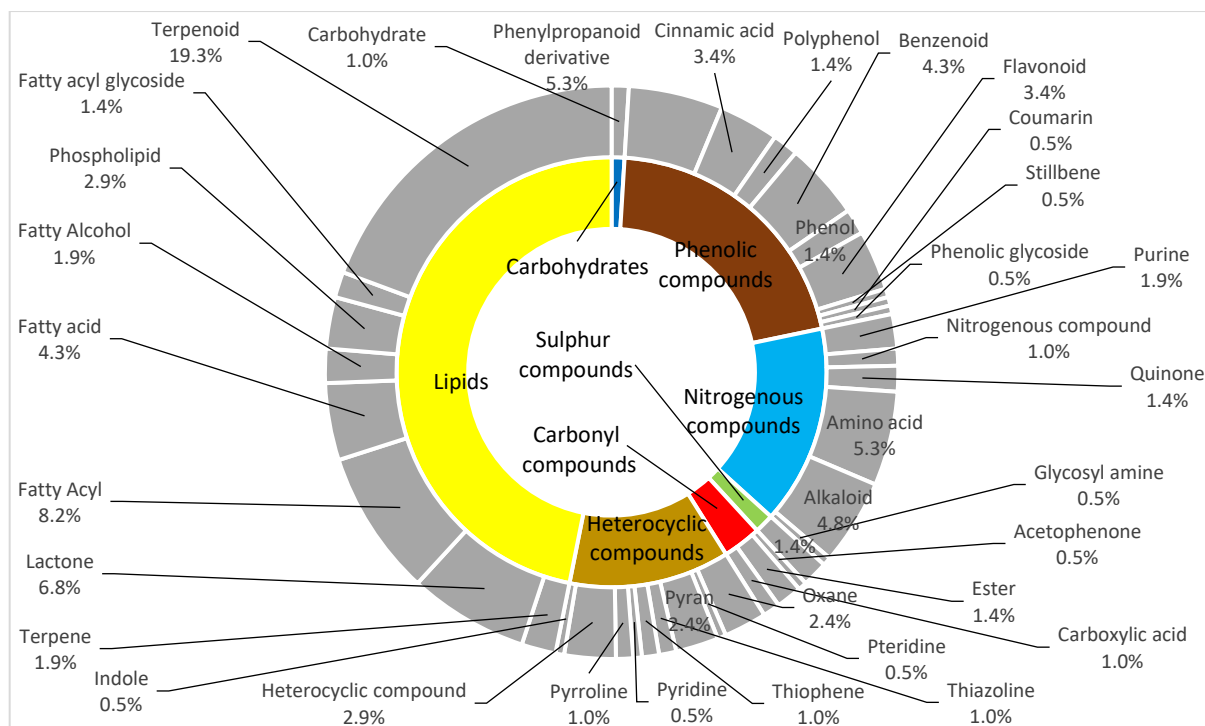 Terpenoid
19.3%
Carbohydrate
1.0%
Phenylpropanoid
derivative
5.3%
Cinnamic acid
3.4%
Polyphenol
1.4%
Benzenoid
4.3%
Flavonoid
3.4%
Coumarin
0.5%
Stillbene
0.5%
Phenol
1.4%
Phenolic glycoside
0.5%
Purine
1.9%
Nitrogenous compound
1.0%
Quinone
1.4%
Amino acid
5.3%
Alkaloid
4.8%
Glycosyl amine
0.5%
1.4%
Acetophenone
0.5%
Ester
1.4%
Carboxylic acid
1.0%
Oxane
2.4%
Pteridine
0.5%
Pyran
2.4%
Thiazoline
1.0%
Thiophene
1.0%
Pyridine
0.5%
Pyrroline
1.0%
Heterocyclic compound
2.9%
Indole
0.5%
Terpene
1.9%
Lactone
6.8%
Fatty Acyl
8.2%
Fatty acid
4.3%
Fatty Alcohol
1.9%
Phospholipid
2.9%
Fatty acyl glycoside
1.4%
Carbohydrates
Phenolic
compounds
Nitrogenous
compounds
Sulphur
compounds
Carbonyl
compounds
Heterocyclic
compounds
Lipids